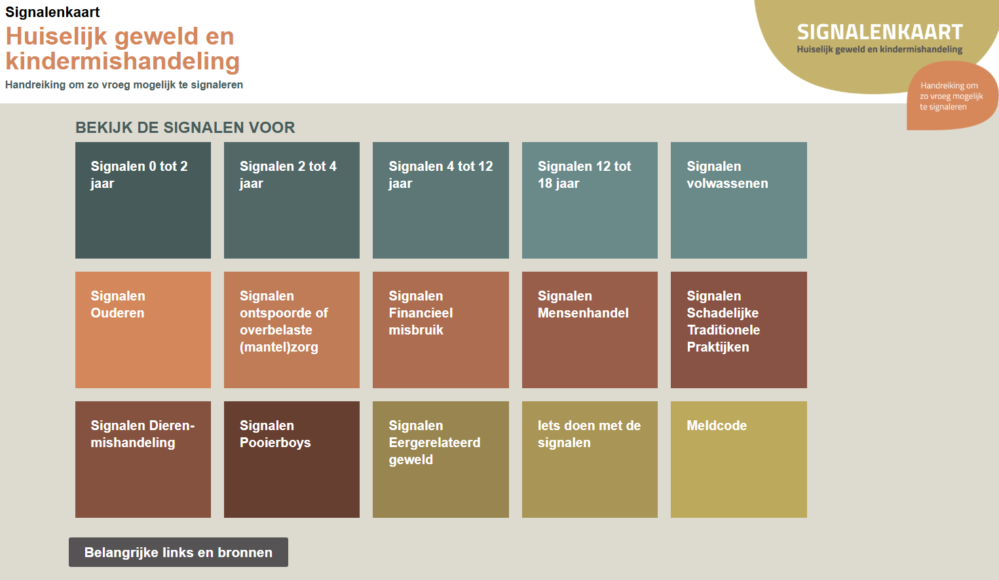 Signalenkaart
Huiselijk geweld en
kindermishandeling
Handreiking om zo vroeg mogelijk te signaleren
SIGNALENKAART
Huiselijk geweld en kindermishandeling
Handreiking om
zo vroeg mogelijk
te signaleren
BEKIJK DE SIGNALEN VOOR
Signalen 0 tot 2
jaar
Signalen 2 tot 4
jaar
Signalen 4 tot 12
jaar
Signalen 12 tot
18 jaar
Signalen
volwassenen
Signalen
Ouderen
Signalen
ontspoorde of
overbelaste
(mantel)zorg
Signalen
Financieel
misbruik
Signalen
Mensenhandel
Signalen
Schadelijke
Traditionele
Praktijken
Signalen Dieren-
mishandeling
Signalen
Pooierboys
Signalen
Eergerelateerd
geweld
Iets doen met de
signalen
Meldcode
Belangrijke links en bronnen